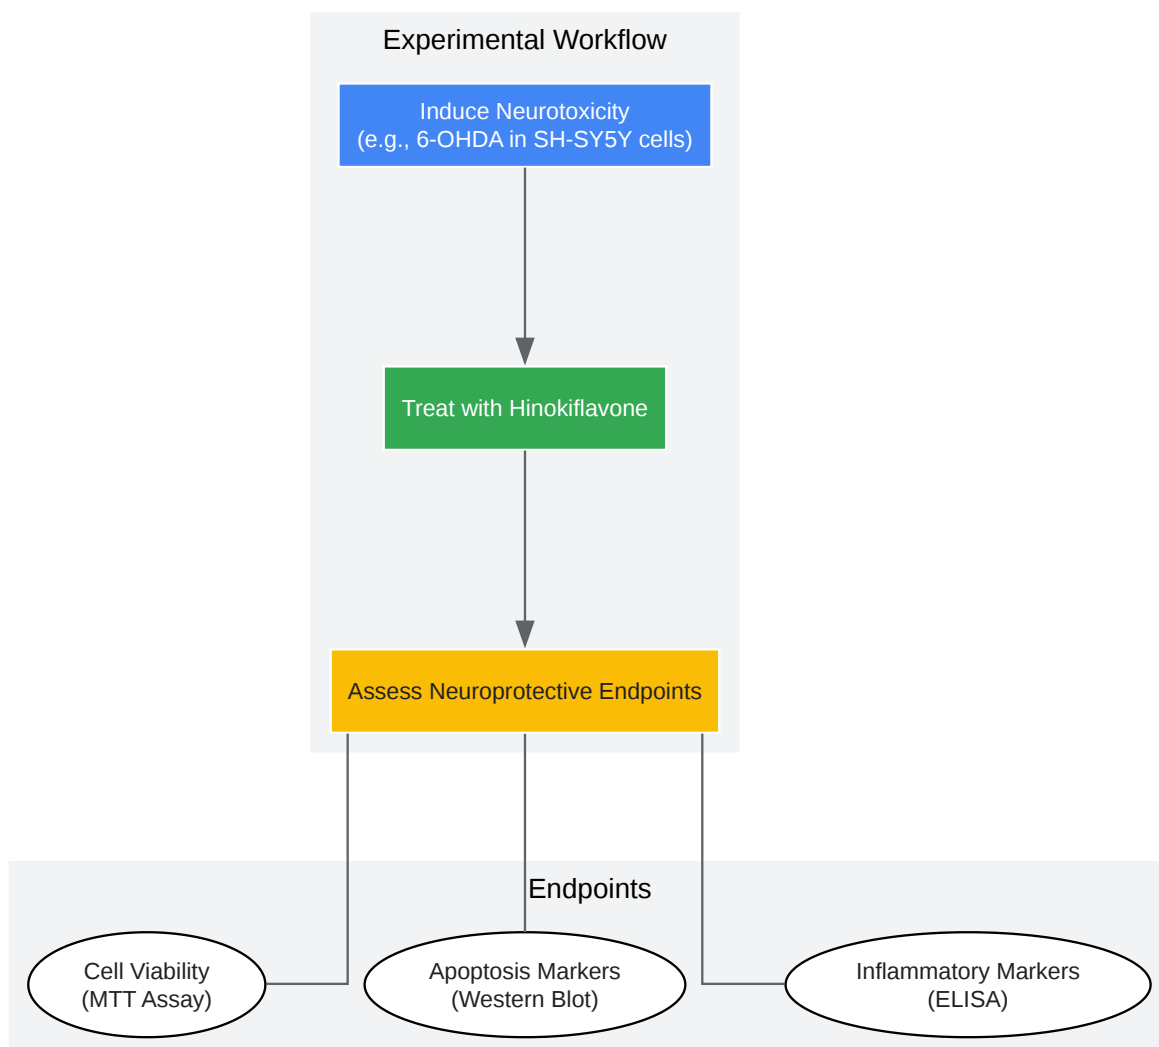 Experimental Workflow
Induce Neurotoxicity
(e.g., 6-OHDA in SH-SY5Y cells)
Treat with Hinokiflavone
Assess Neuroprotective Endpoints
Endpoints
Cell Viability
(MTT Assay)
Apoptosis Markers
(Western Blot)
Inflammatory Markers
(ELISA)